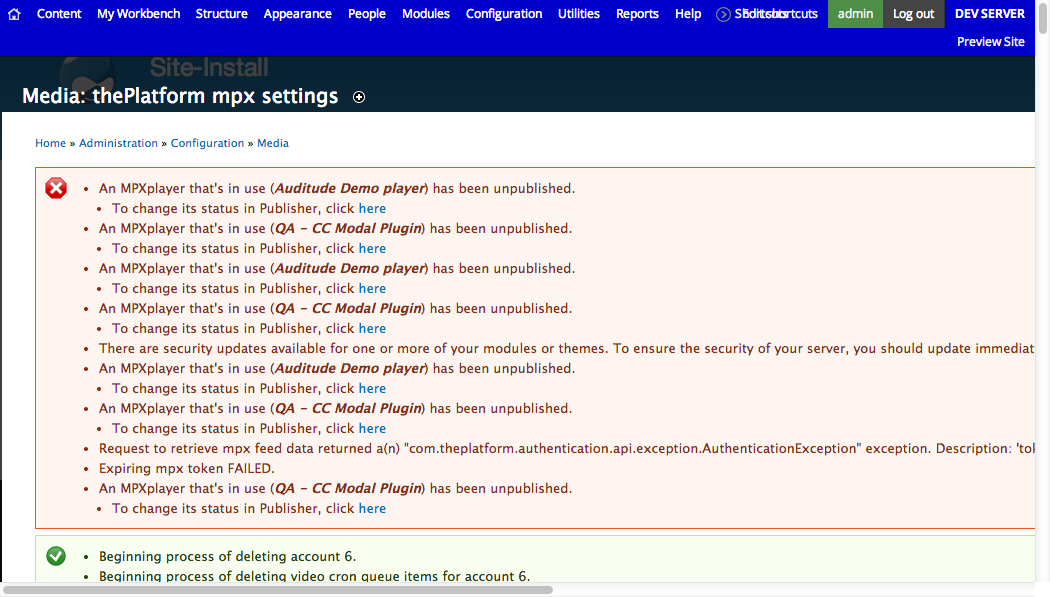 Content My Workbench Structure Appearance People Modules Configuration Utilities Reports Help Shortcuts admin Log out DEV SERVER
Preview Site
Site-Install
Media: thePlatform mpx settings
Home » Administration » Configuration » Media
• An MPXplayer that's in use (Auditude Demo player) has been unpublished.
• To change its status in Publisher, click here
• An MPXplayer that's in use (QA - CC Modal Plugin) has been unpublished.
• To change its status in Publisher, click here
• An MPXplayer that's in use (Auditude Demo player) has been unpublished.
• To change its status in Publisher, click here
• An MPXplayer that's in use (QA - CC Modal Plugin) has been unpublished.
• To change its status in Publisher, click here
• There are security updates available for one or more of your modules or themes. To ensure the security of your server, you should update immediat
• An MPXplayer that's in use (Auditude Demo player) has been unpublished.
• To change its status in Publisher, click here
• An MPXplayer that's in use (QA - CC Modal Plugin) has been unpublished.
• To change its status in Publisher, click here
• Request to retrieve mpx feed data returned a(n) "com.theplatform.authentication.api.exception.AuthenticationException" exception. Description: 'tok
• Expiring mpx token FAILED.
• An MPXplayer that's in use (QA - CC Modal Plugin) has been unpublished.
• To change its status in Publisher, click here
• Beginning process of deleting account 6.
• Beginning process of deleting video cron queue items for account 6.